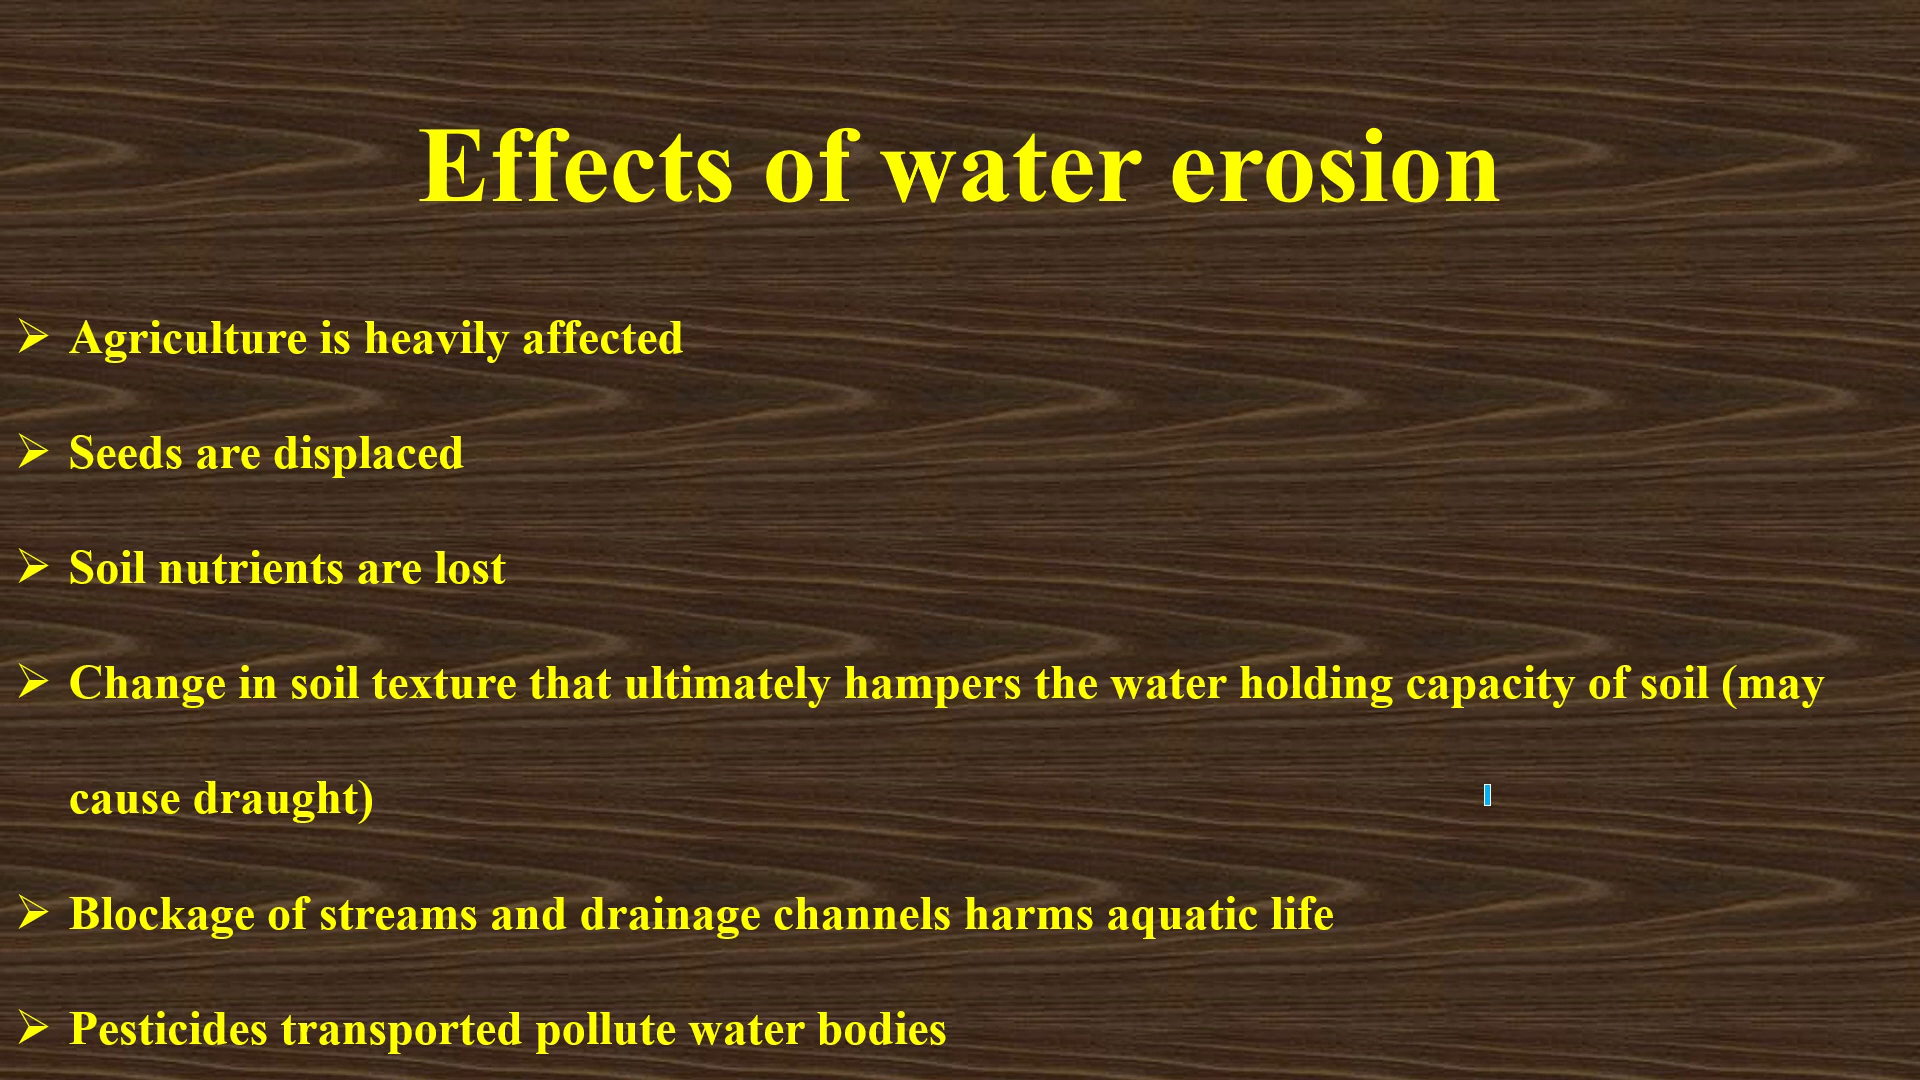 Effects of water erosion
➢ Agriculture is heavily affected
➢ Seeds are displaced
➢ Soil nutrients are lost
➢ Change in soil texture that ultimately hampers the water holding capacity of soil (may
cause draught)
➢ Blockage of streams and drainage channels harms aquatic life
➢ Pesticides transported pollute water bodies